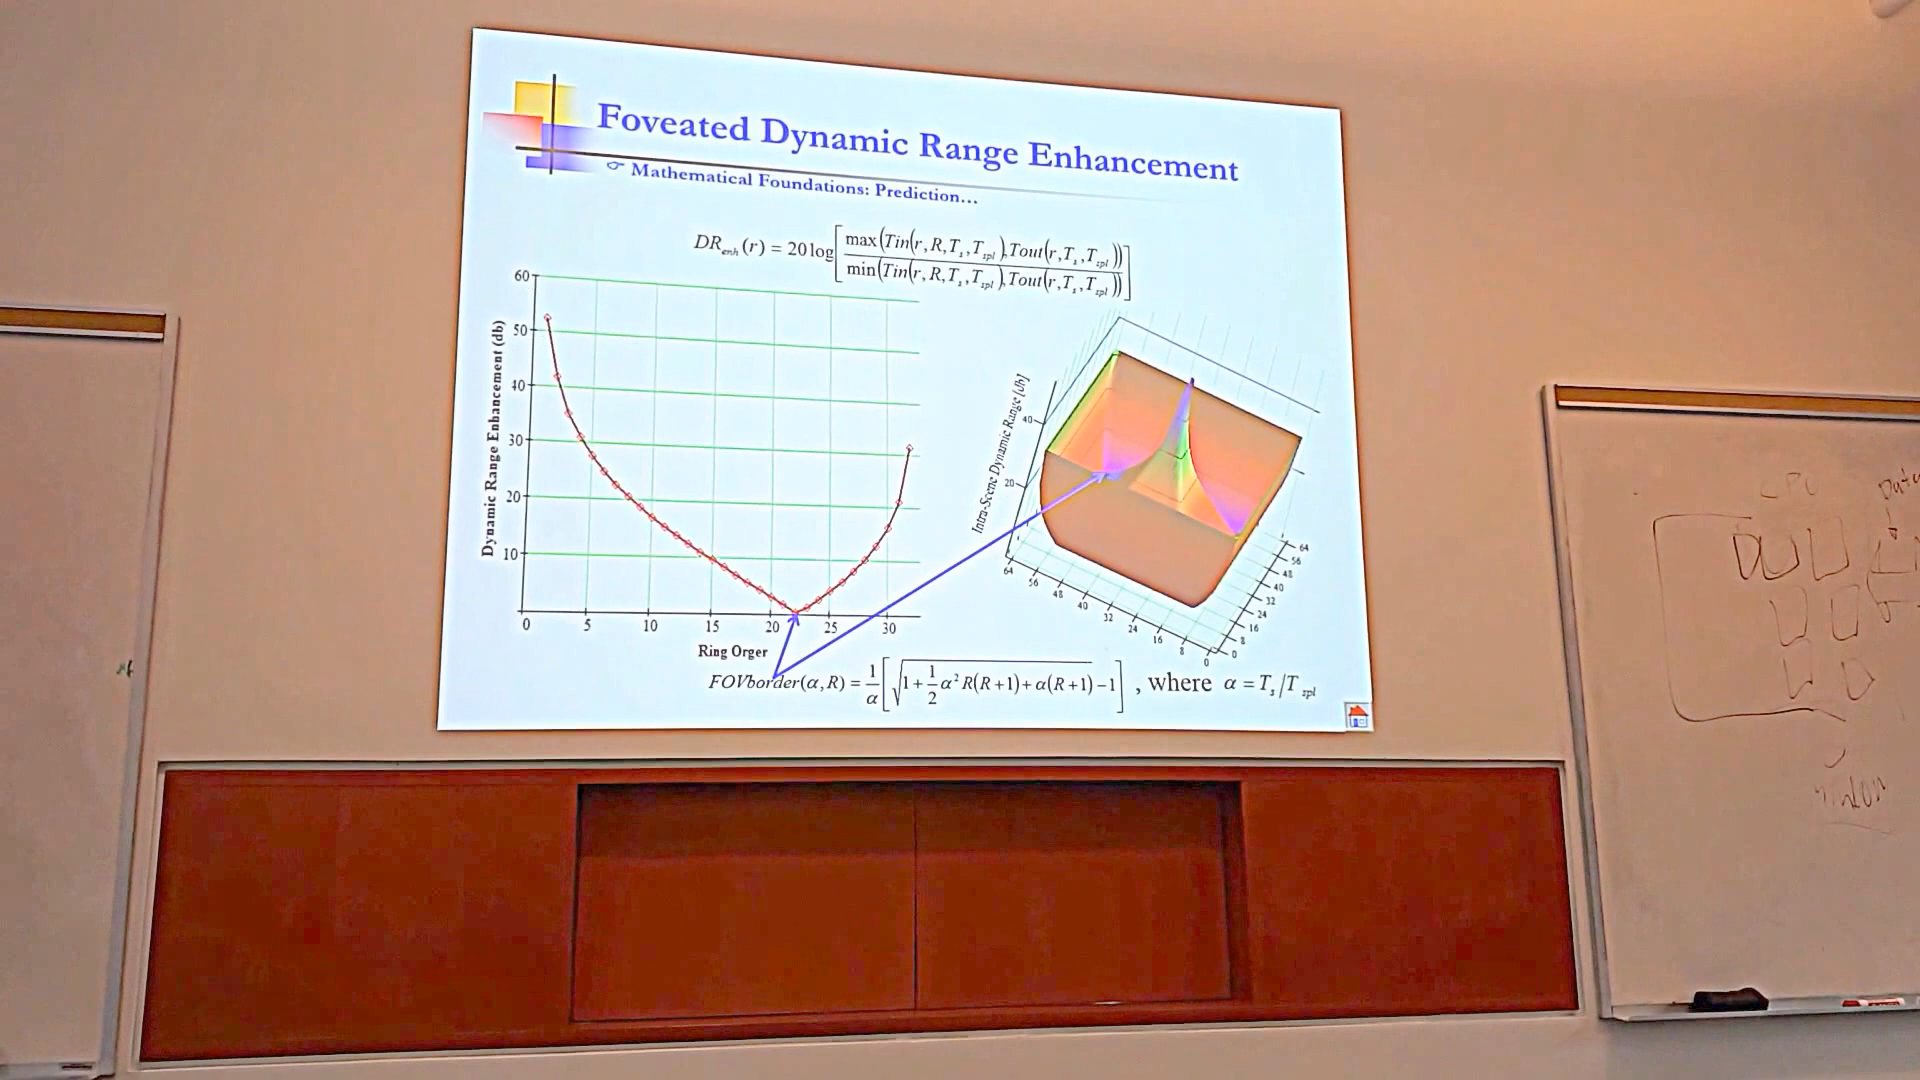 Foveated Dynamic Range Enhancement
☞ Mathematical Foundations: Prediction...
DR_enh(r) = 20 log[max(Tin(r, R, T_s, T_spl), Tout(r, T_s, T_spl)) / min(Tin(r, R, T_s, T_spl), Tout(r, T_s, T_spl))]
Dynamic Range Enhancement (db)
60
50
40
30
20
10
0 5 10 15 20 25 30
Ring Orger
Intra-Scene Dynamic Range [db]
40
20
64 56 48 40 32 24 16 8 0
0 8 16 24 32 40 48 56 64
FOVborder(α, R) = 1/α [√(1 + 1/2 α² R(R+1) + α(R+1)) − 1] , where α = T_s/T_spl
CPU